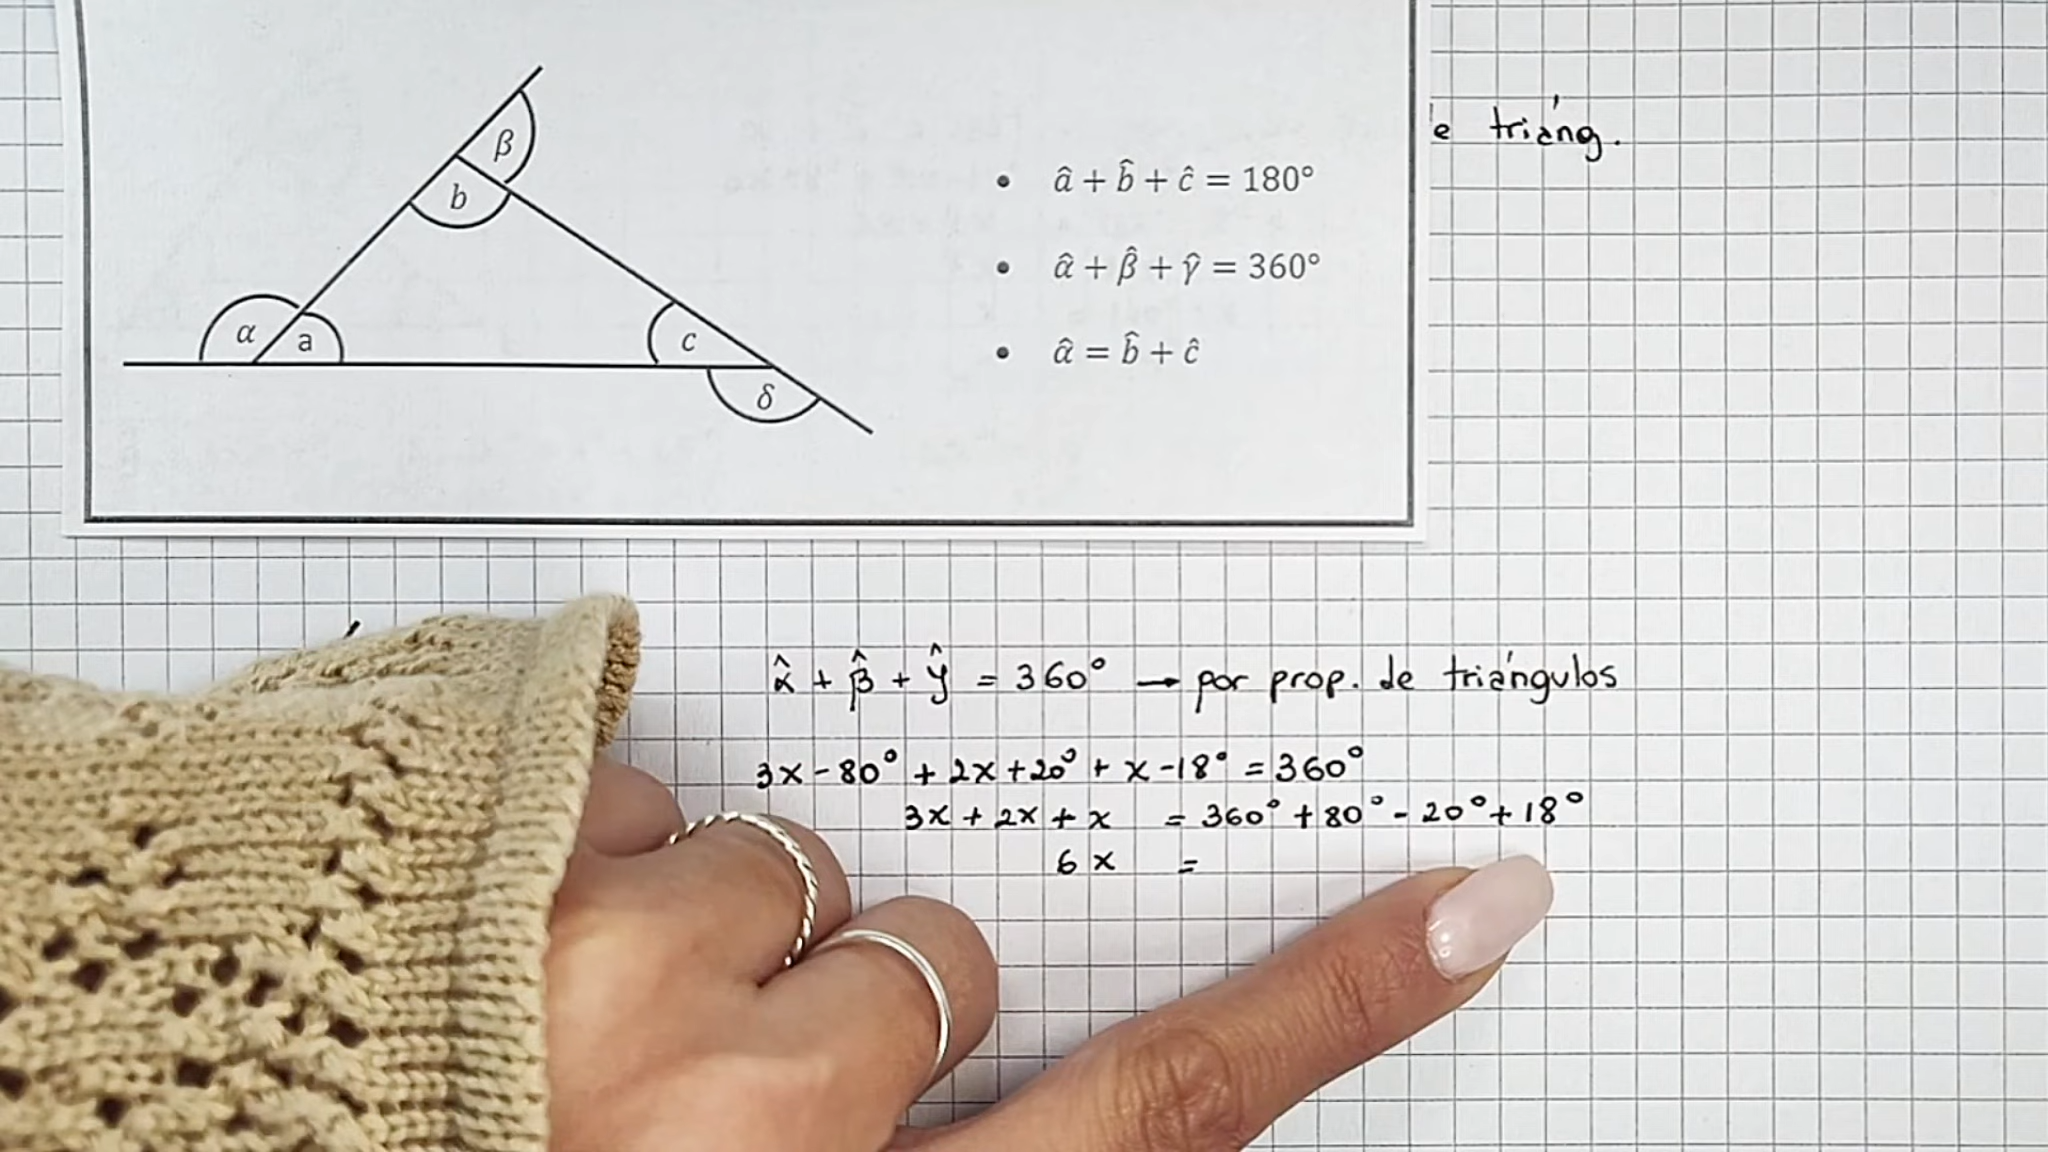 β
b
α
a
c
δ
• â + b̂ + ĉ = 180°
• α̂ + β̂ + γ̂ = 360°
• α̂ = b̂ + ĉ
e triáng.
α̂ + β̂ + ŷ = 360° → por prop. de triángulos
3x - 80° + 2x + 20° + x - 18° = 360°
3x + 2x + x = 360° + 80° - 20° + 18°
6x =